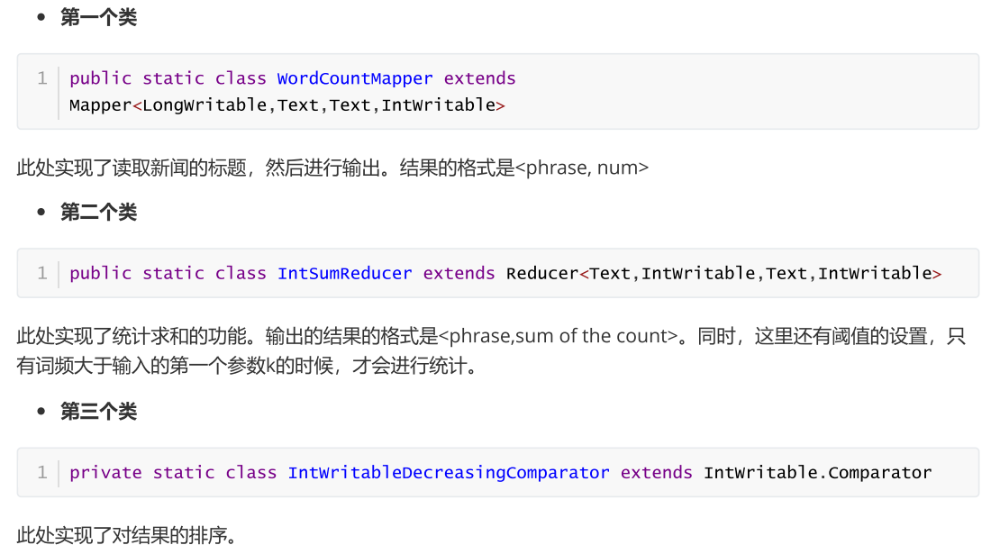 • 第一个类
1 public static class WordCountMapper extends
Mapper<LongWritable,Text,Text,IntWritable>
此处实现了读取新闻的标题，然后进行输出。结果的格式是<phrase, num>
• 第二个类
1 public static class IntSumReducer extends Reducer<Text,IntWritable,Text,IntWritable>
此处实现了统计求和的功能。输出的结果的格式是<phrase,sum of the count>。同时，这里还有阈值的设置，只
有词频大于输入的第一个参数k的时候，才会进行统计。
• 第三个类
1 private static class IntWritableDecreasingComparator extends IntWritable.Comparator
此处实现了对结果的排序。